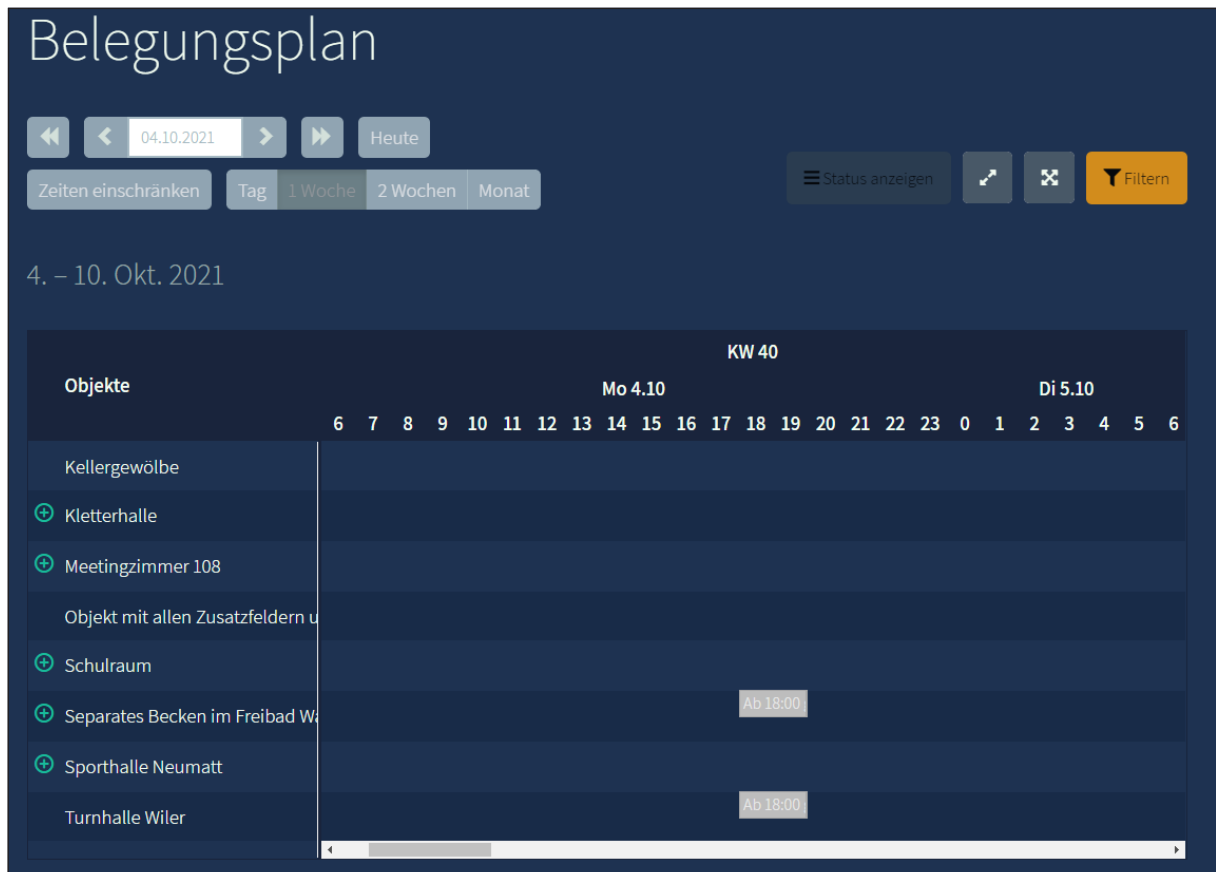 Belegungsplan
04.10.2021
Heute
Zeiten einschränken
Tag
1 Woche
2 Wochen
Monat
Status anzeigen
Filtern
4. – 10. Okt. 2021
KW 40
Objekte
Mo 4.10
Di 5.10
6 7 8 9 10 11 12 13 14 15 16 17 18 19 20 21 22 23 0 1 2 3 4 5 6
Kellergewölbe
Kletterhalle
Meetingzimmer 108
Objekt mit allen Zusatzfeldern u
Schulraum
Separates Becken im Freibad Wa
Ab 18:00
Sporthalle Neumatt
Turnhalle Wiler
Ab 18:00